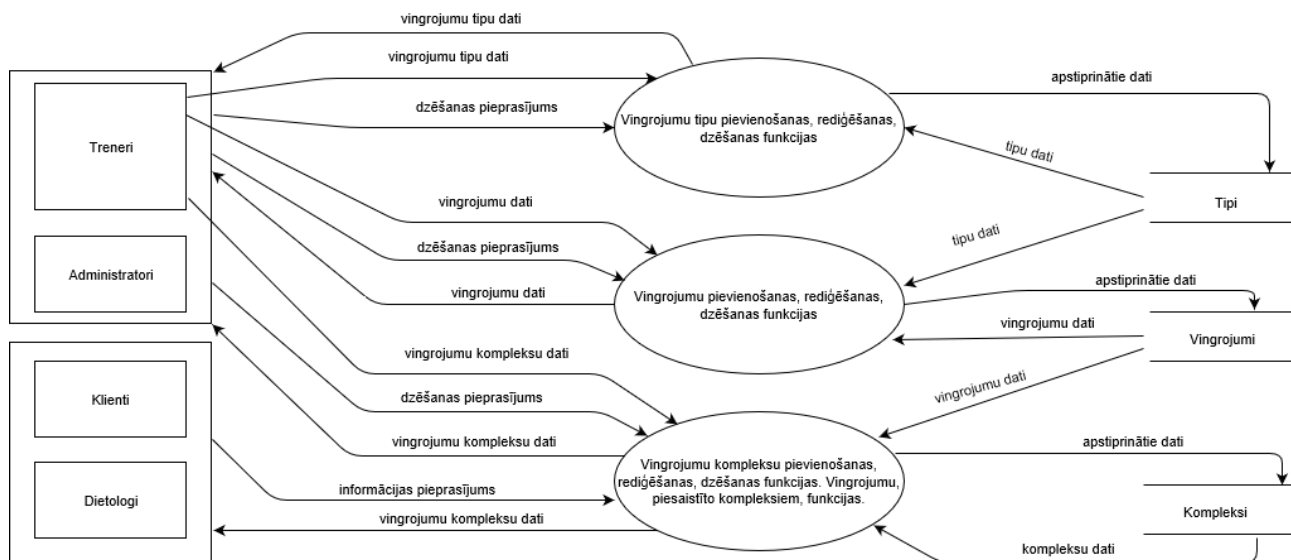 vingrojumu tipu dati
vingrojumu tipu dati
apstiprinātie dati
dzēšanas pieprasījums
Vingrojumu tipu pievienošanas, rediģēšanas,
dzēšanas funkcijas
Treneri
tipu dati
Tipi
vingrojumu dati
tipu dati
dzēšanas pieprasījums
Administratori
vingrojumu dati
Vingrojumu pievienošanas, rediģēšanas,
dzēšanas funkcijas
apstiprinātie dati
vingrojumu dati
Vingrojumi
vingrojumu kompleksu dati
vingrojumu dati
Klienti
dzēšanas pieprasījums
vingrojumu kompleksu dati
apstiprinātie dati
Vingrojumu kompleksu pievienošanas,
rediģēšanas, dzēšanas funkcijas. Vingrojumu,
piesaistīto kompleksiem, funkcijas.
informācijas pieprasījums
Dietologi
vingrojumu kompleksu dati
Kompleksi
kompleksu dati